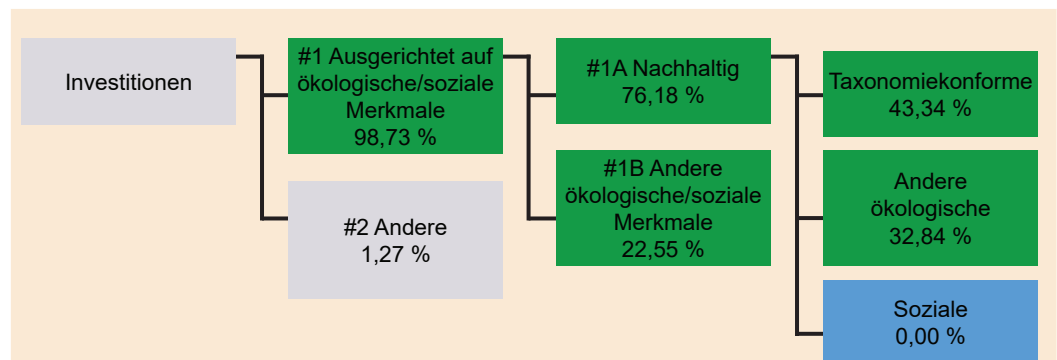 Investitionen
#1 Ausgerichtet auf
ökologische/soziale
Merkmale
98,73 %
#2 Andere
1,27 %
#1A Nachhaltig
76,18 %
#1B Andere
ökologische/soziale
Merkmale
22,55 %
Taxonomiekonforme
43,34 %
Andere
ökologische
32,84 %
Soziale
0,00 %